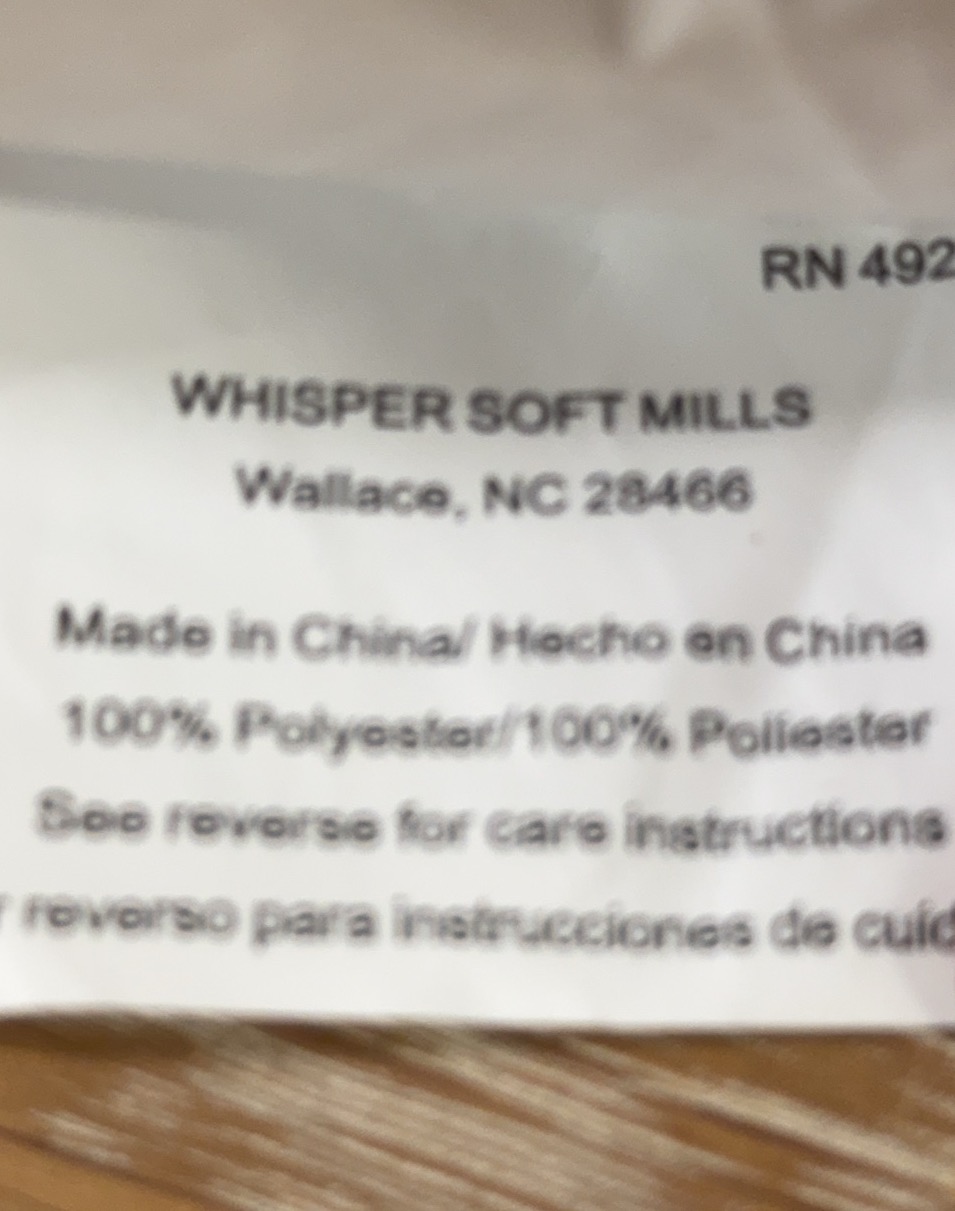 RN 492
WHISPER SOFT MILLS
Wallace, NC 28466
Made in China/ Hecho en China
100% Polyester/100% Poliester
See reverse for care instructions
r reverso para instrucciones de cuid